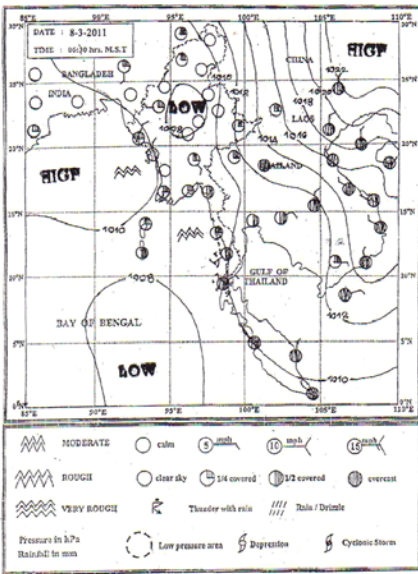 DATE : 8-3-2011
TIME : 06:30 hrs. M.S.T
30°N
85°E
90°E
95°E
100°E
105°E
110°E
CHINA
HIGH
BANGLADESH
INDIA
LOW
LAOS
1010
1012
1018
1014
1016
1008
25°N
20°N
HIGH
THAILAND
15°N
1010
10°N
1008
GULF OF
THAILAND
1012
BAY OF BENGAL
5°N
LOW
1010
85°E
90°E
95°E
100°E
105°E
110°E
MODERATE
calm
5 mph
10 mph
15 mph
ROUGH
clear sky
1/4 covered
1/2 covered
overcast
VERY ROUGH
Thunder with rain
Rain / Drizzle
Pressure in hPa
Rainfall in mm
Low pressure area
Depression
Cyclonic Storm